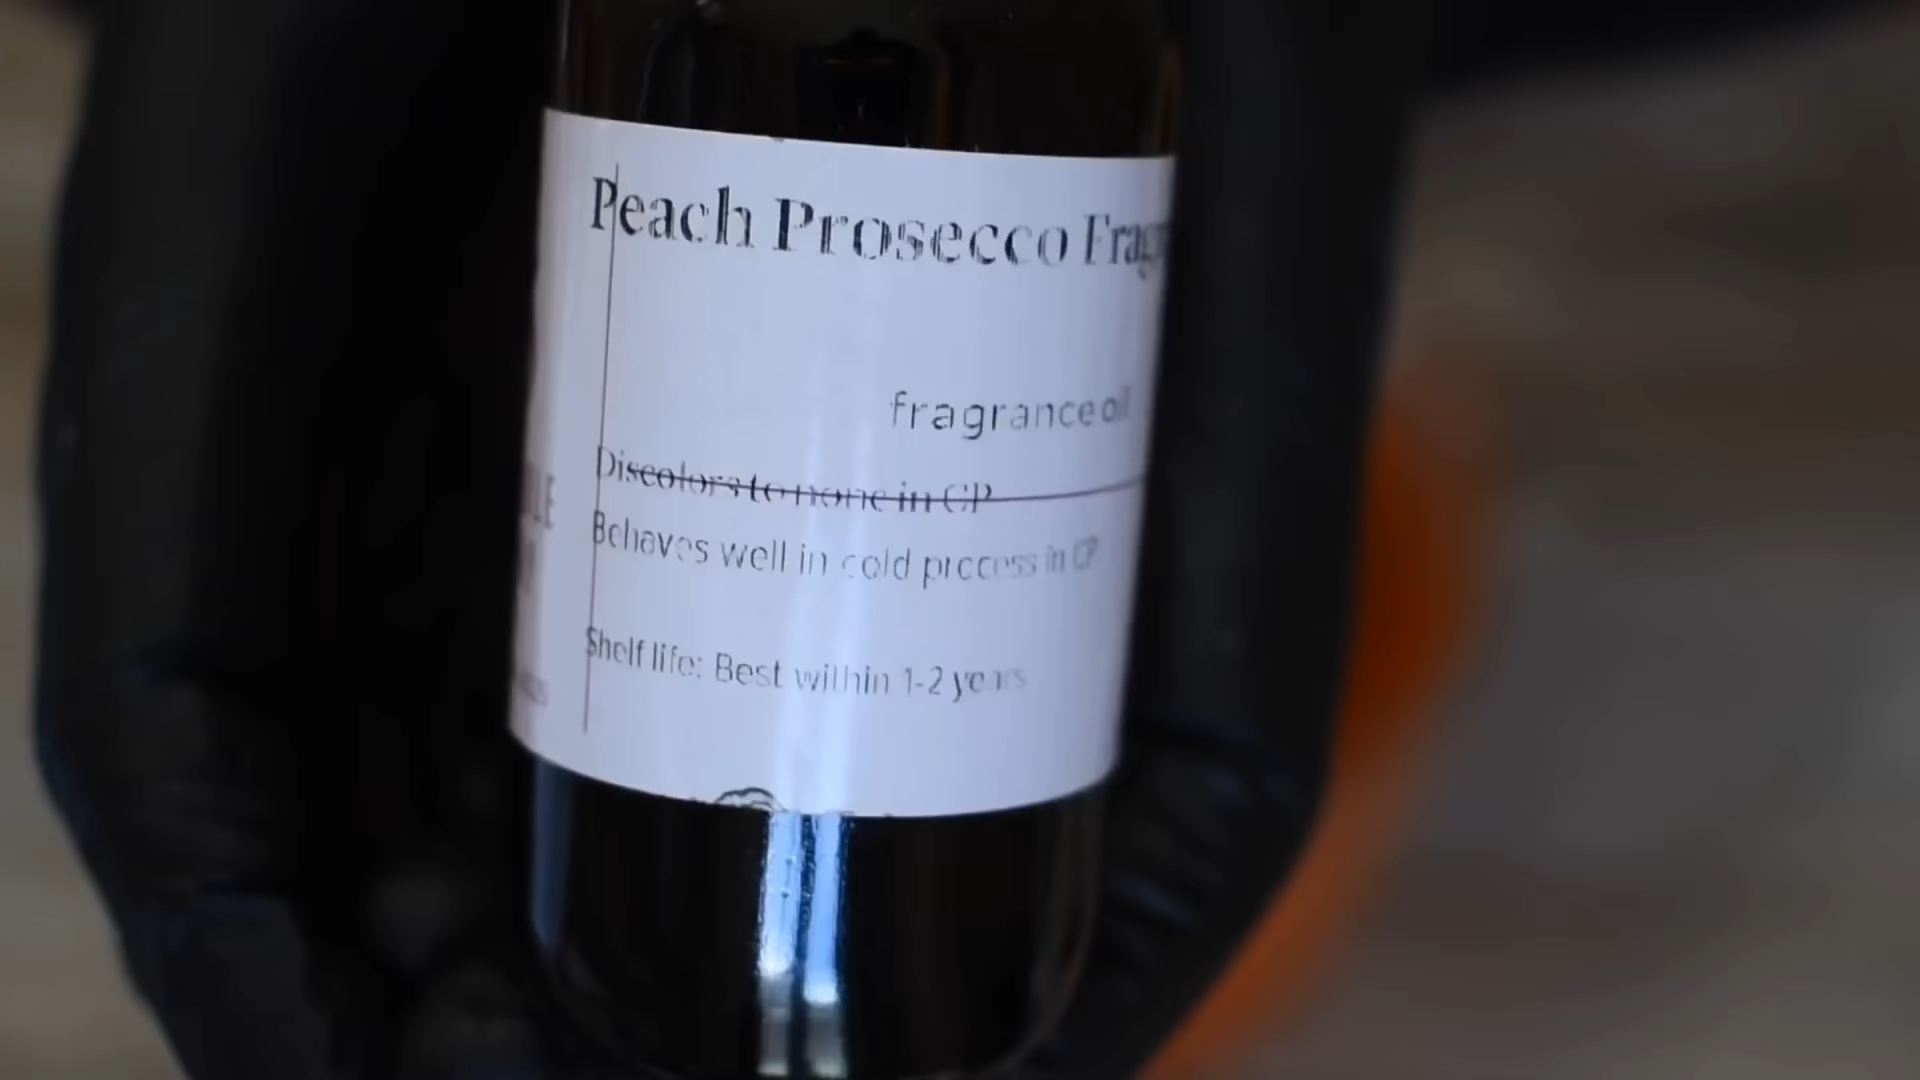 Peach Prosecco
fragrance oil
Discolors to none in CP
Behaves well in cold process in CP
Shelf life: Best within 1-2 years